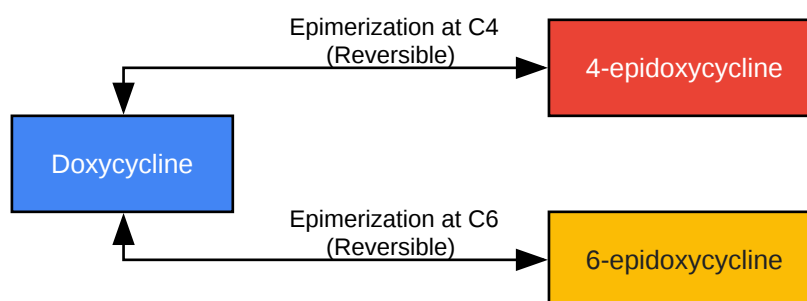 Epimerization at C4
(Reversible)
4-epidoxycycline
Doxycycline
Epimerization at C6
(Reversible)
6-epidoxycycline